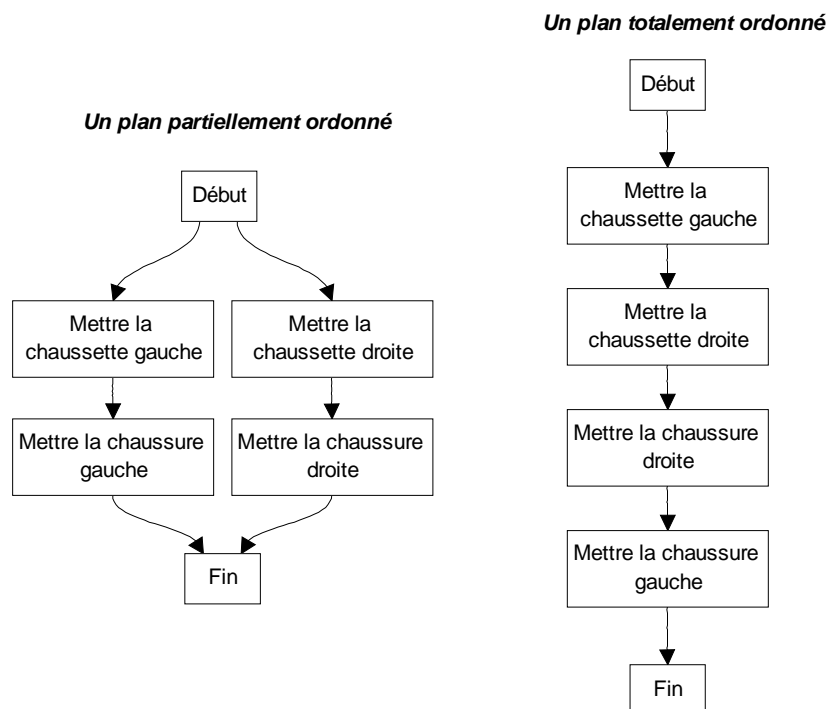 Un plan partiellement ordonné
Début
Mettre la
chaussette gauche
Mettre la
chaussette droite
Mettre la chaussure
gauche
Mettre la chaussure
droite
Fin
Un plan totalement ordonné
Début
Mettre la
chaussette gauche
Mettre la
chaussette droite
Mettre la chaussure
droite
Mettre la chaussure
gauche
Fin